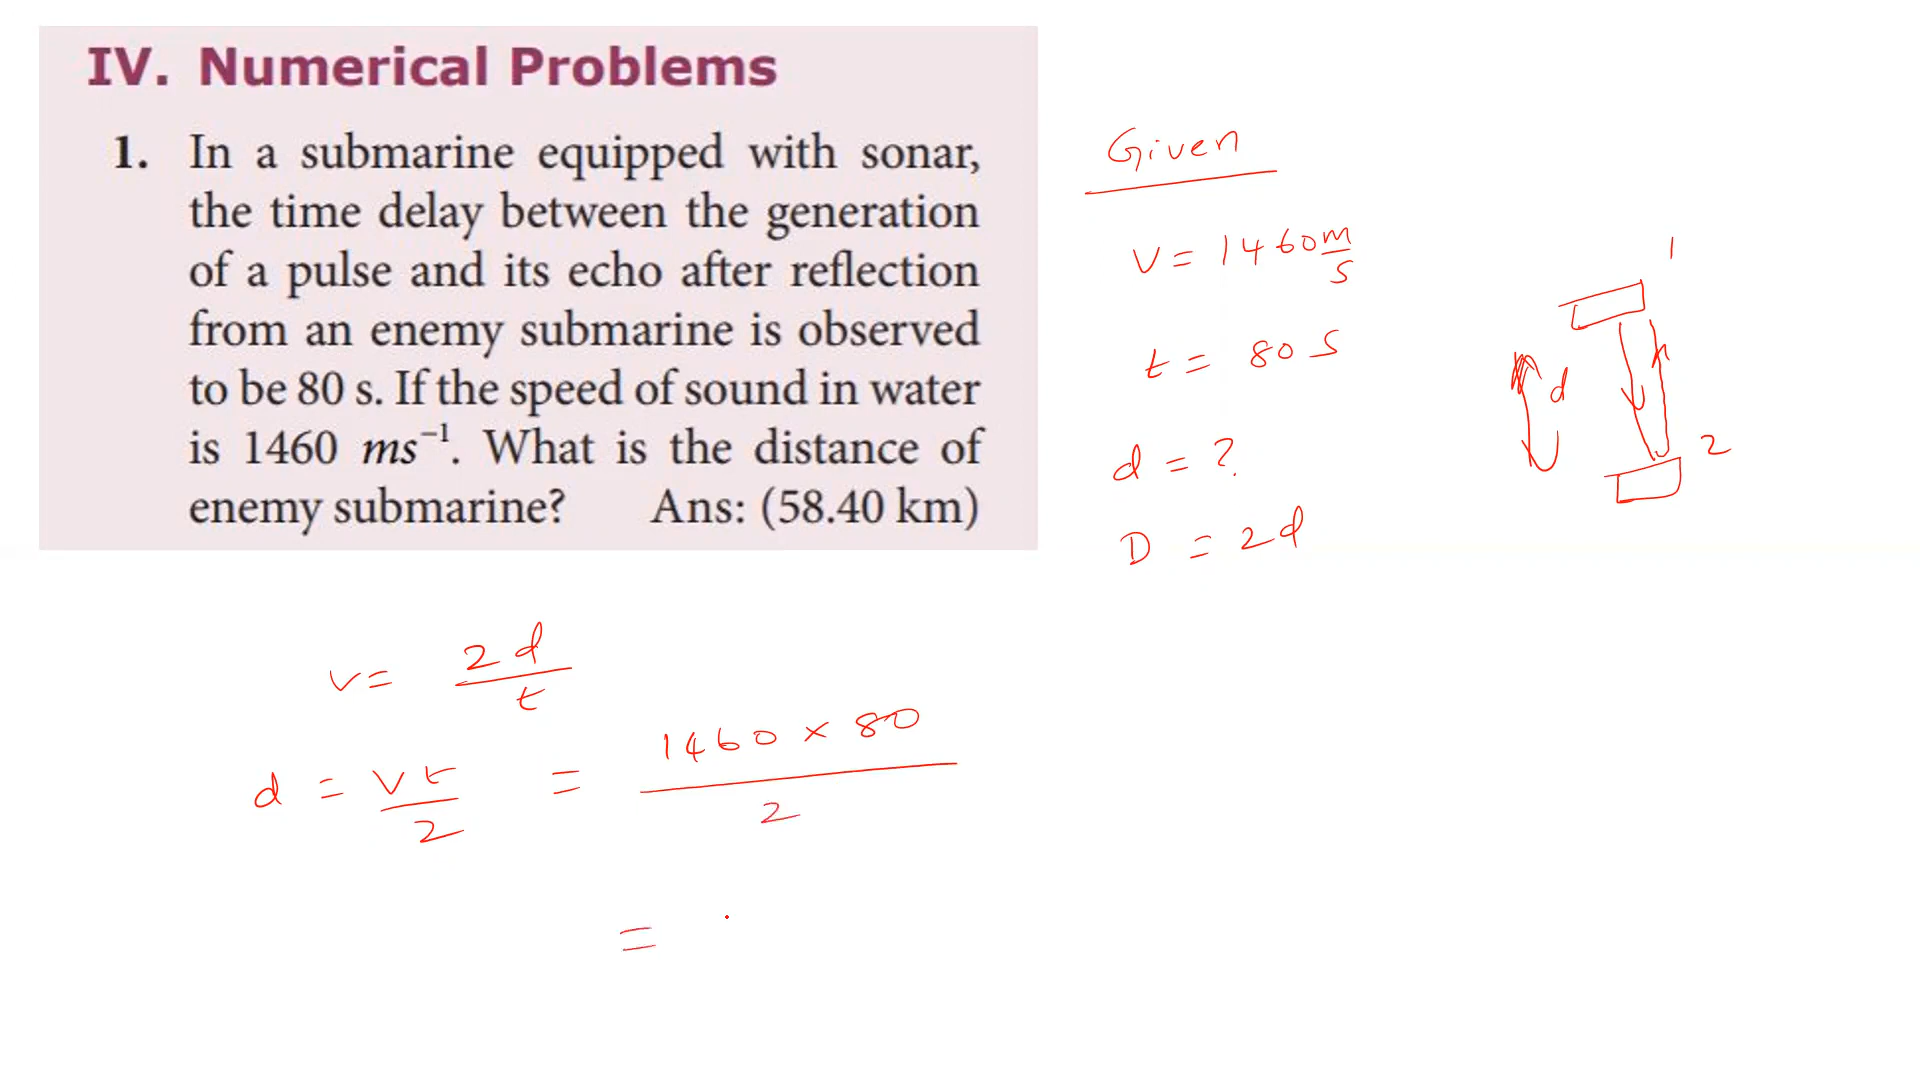 IV. Numerical Problems
1. In a submarine equipped with sonar,
the time delay between the generation
of a pulse and its echo after reflection
from an enemy submarine is observed
to be 80 s. If the speed of sound in water
is 1460 ms⁻¹. What is the distance of
enemy submarine? Ans: (58.40 km)
Given
v = 1460 m/s
t = 80 s
d = ?
D = 2d
1
d
2
v = 2d/t
d = vt/2 = 1460 × 80/2
=